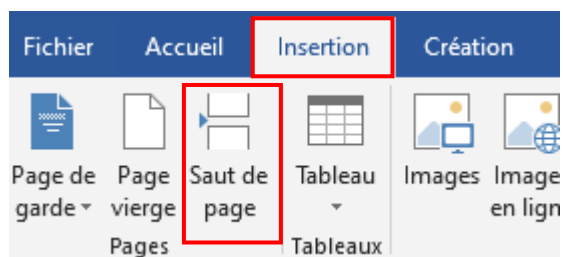 Fichier Accueil Insertion Création
Page de garde
Page vierge
Saut de page
Tableau
Images
Image
en lign
Pages Tableaux